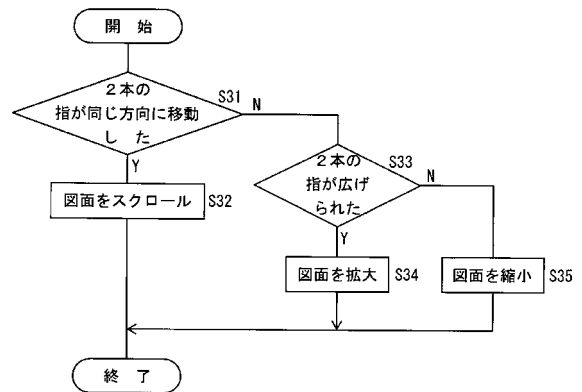 開 始
2本の
指が同じ方向に移動
し た
S31
N
Y
図面をスクロール
S32
2本の
指が広げ
られた
S33
N
Y
図面を拡大
S34
図面を縮小
S35
終 了